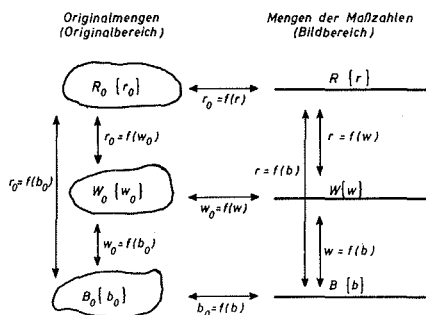 Originalmengen
(Originalbereich)
Mengen der Maßzahlen
(Bildbereich)
R₀ {r₀}
R {r}
r₀=f(r)
r₀=f(w₀)
r=f(w)
r₀=f(b₀)
r=f(b)
W₀ {w₀}
W{w}
w₀=f(w)
w₀=f(b₀)
w=f(b)
B₀{b₀}
B {b}
b₀=f(b)